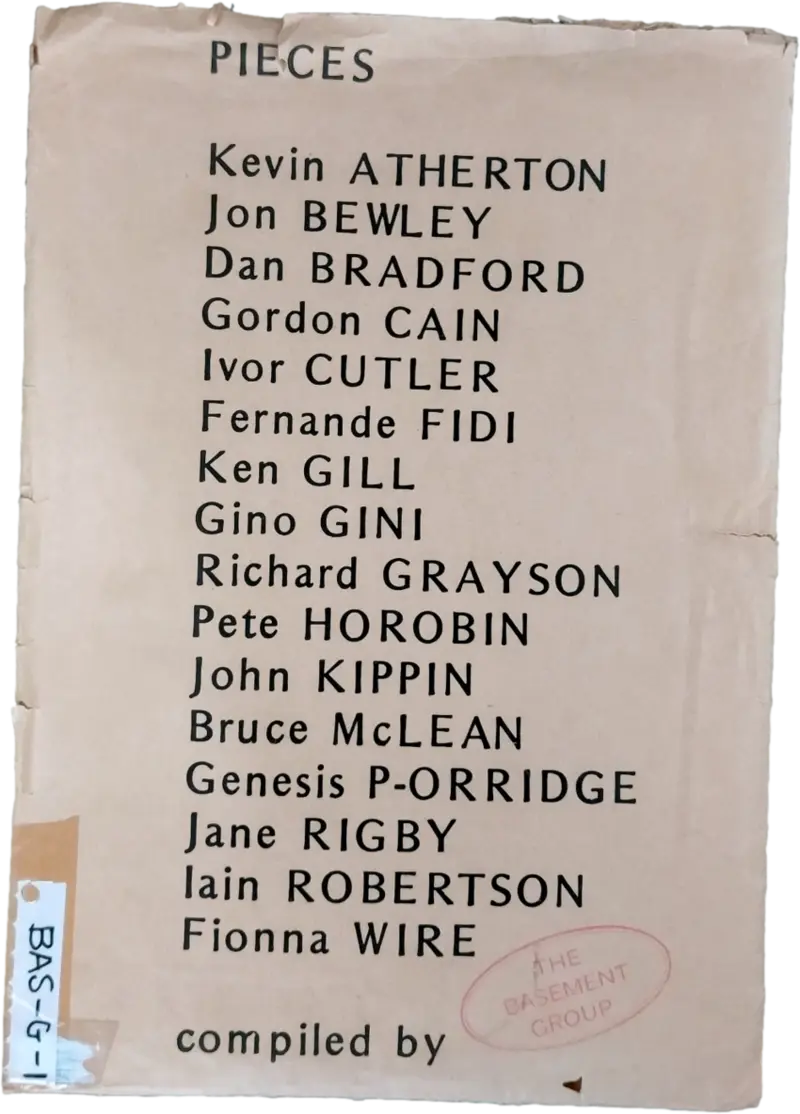 PIECES
Kevin ATHERTON
Jon BEWLEY
Dan BRADFORD
Gordon CAIN
Ivor CUTLER
Fernande FIDI
Ken GILL
Gino GINI
Richard GRAYSON
Pete HOROBIN
John KIPPIN
Bruce McLEAN
Genesis P-ORRIDGE
Jane RIGBY
Iain ROBERTSON
Fionna WIRE
compiled by
THE
BASEMENT
GROUP
BAS-G-1